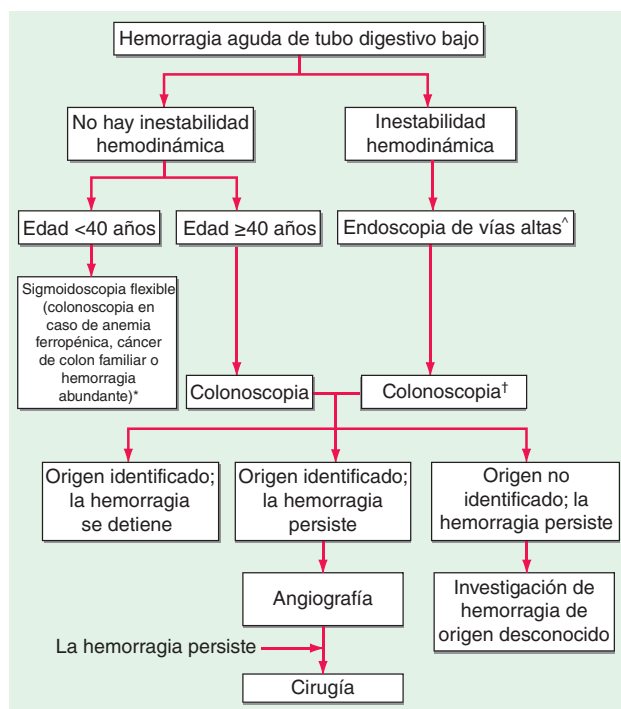 Hemorragia aguda de tubo digestivo bajo
No hay inestabilidad
hemodinámica
Inestabilidad
hemodinámica
Edad <40 años
Edad ≥40 años
Endoscopia de vías altas^
Sigmoidoscopia flexible
(colonoscopia en
caso de anemia
ferropénica, cáncer
de colon familiar o
hemorragia
abundante)*
Colonoscopia
Colonoscopia†
Origen identificado;
la hemorragia
se detiene
Origen identificado;
la hemorragia
persiste
Origen no
identificado; la
hemorragia persiste
Angiografía
Investigación de
hemorragia de
origen desconocido
La hemorragia persiste
Cirugía